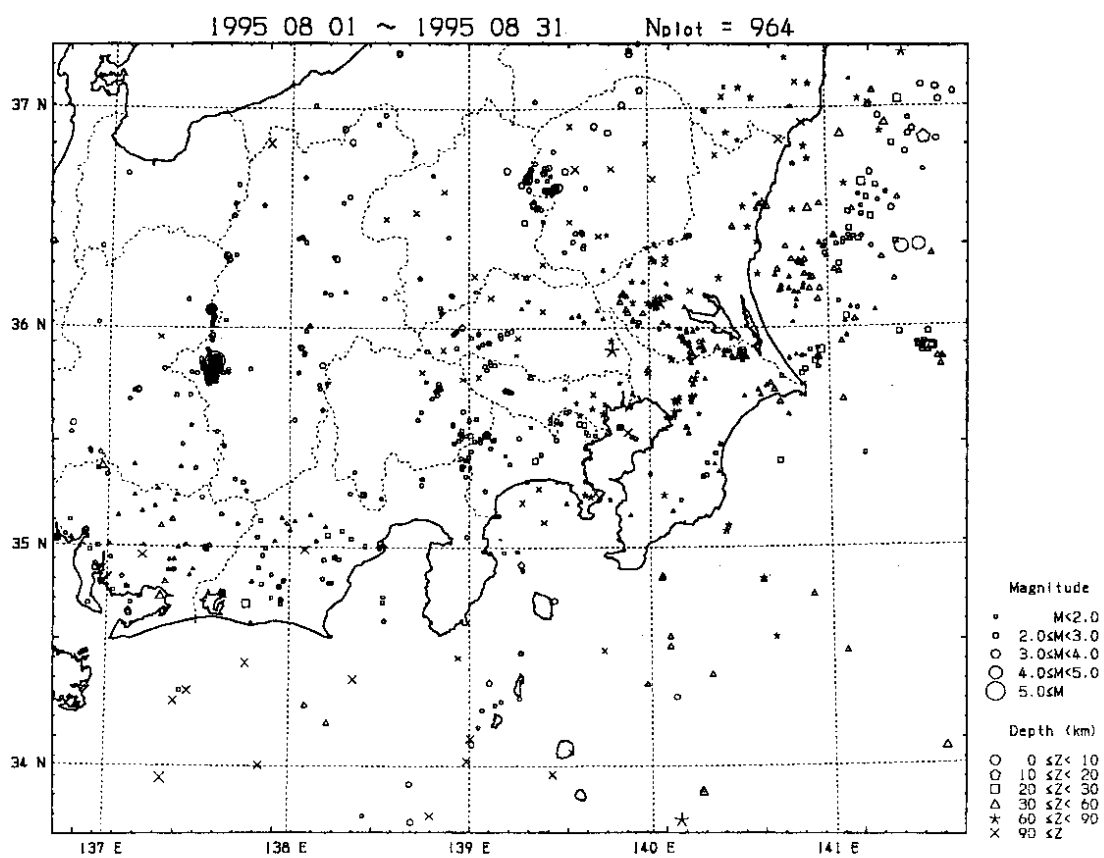 1995 08 01 ~ 1995 08 31 Nplot = 964
37 N
36 N
35 N
34 N
137 E 138 E 139 E 140 E 141 E
Magnitude
M<2.0
2.0≤M<3.0
3.0≤M<4.0
4.0≤M<5.0
5.0≤M
Depth (km)
0 ≤Z< 10
10 ≤Z< 20
20 ≤Z< 30
30 ≤Z< 60
60 ≤Z< 90
90 ≤Z